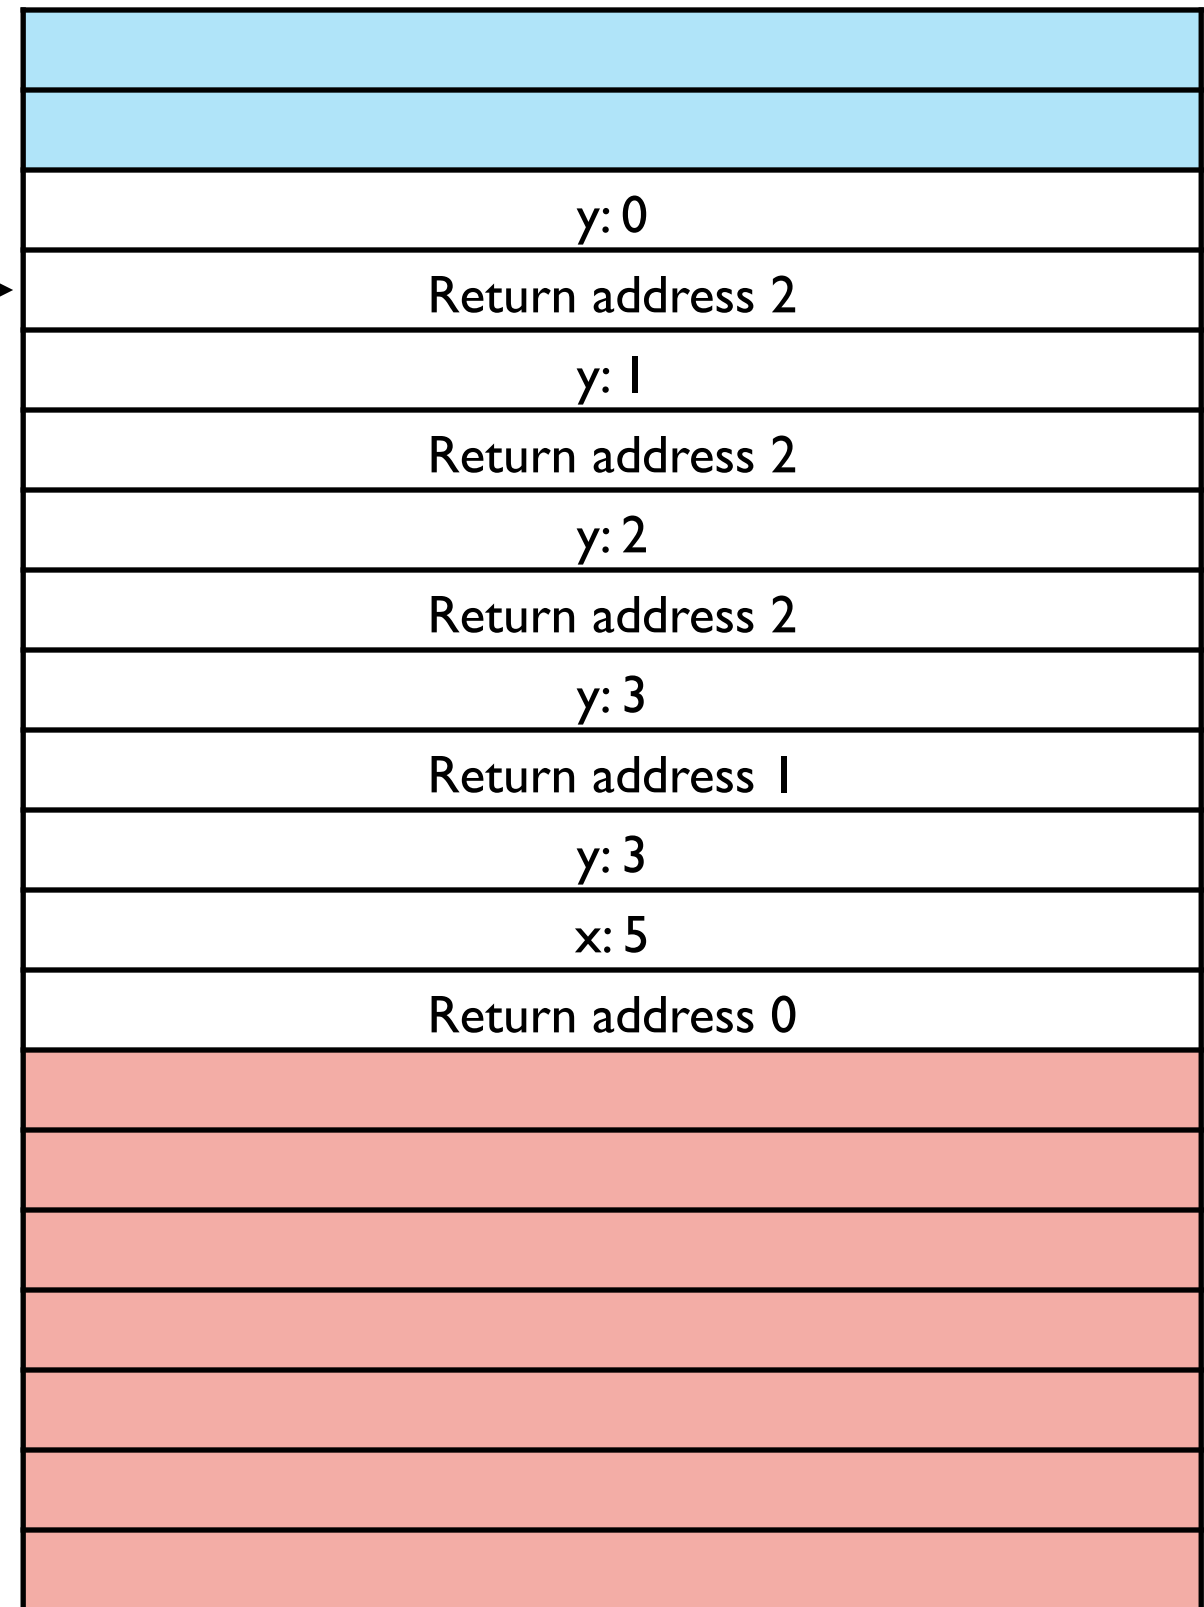 y: 0
Return address 2
y: 1
Return address 2
y: 2
Return address 2
y: 3
Return address 1
y: 3
x: 5
Return address 0